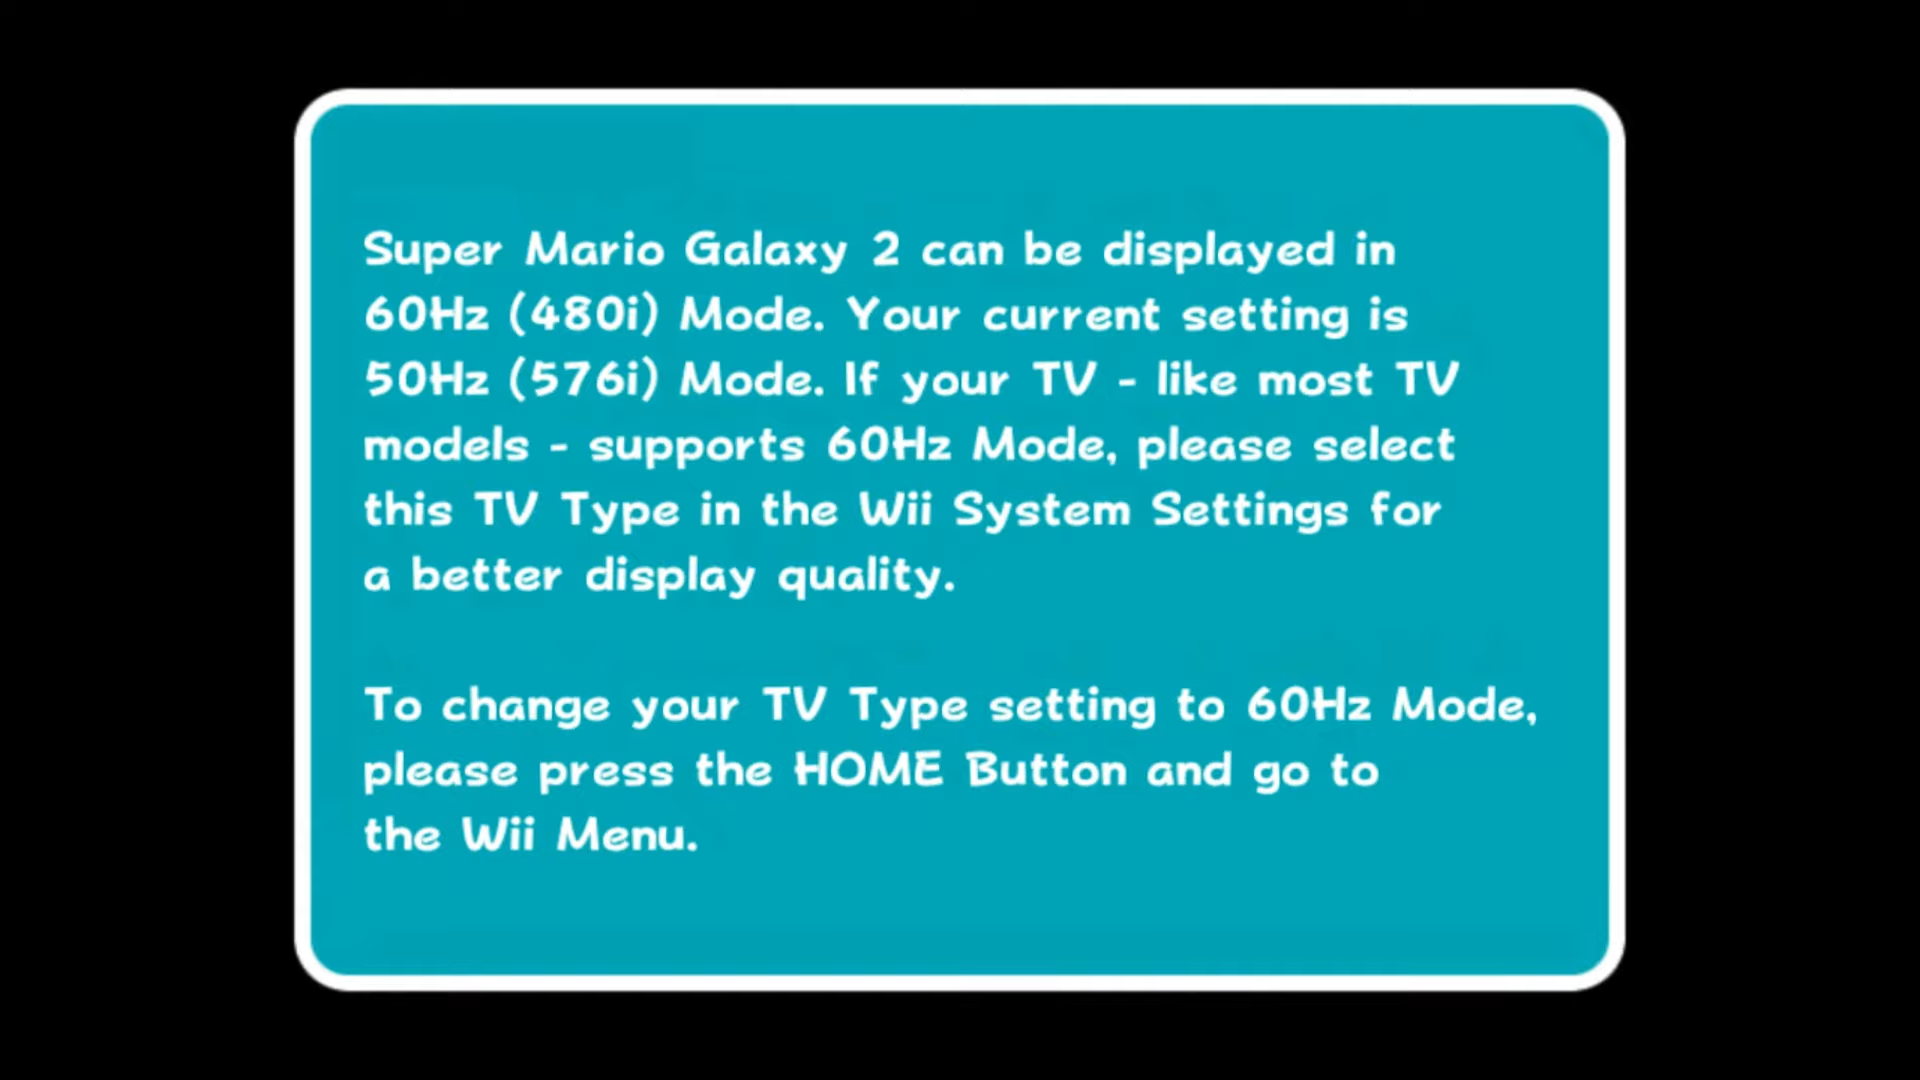 Super Mario Galaxy 2 can be displayed in
60Hz (480i) Mode. Your current setting is
50Hz (576i) Mode. If your TV - like most TV
models - supports 60Hz Mode, please select
this TV Type in the Wii System Settings for
a better display quality.
To change your TV Type setting to 60Hz Mode,
please press the HOME Button and go to
the Wii Menu.